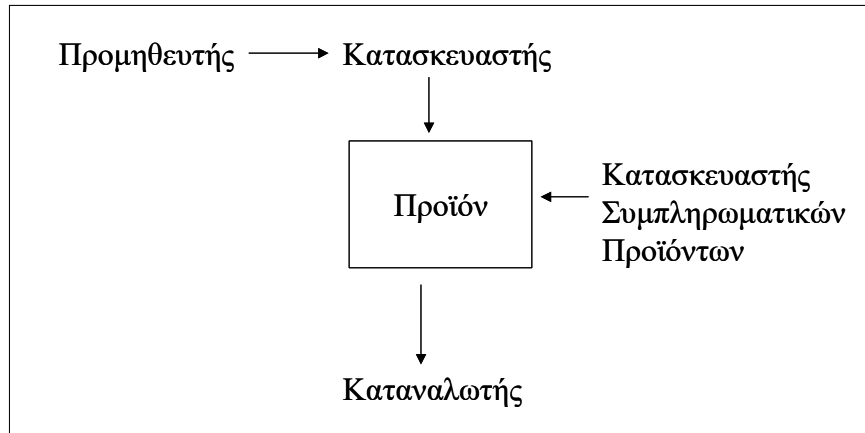 Προμηθευτής
Κατασκευαστής
Προϊόν
Κατασκευαστής
Συμπληρωματικών
Προϊόντων
Καταναλωτής